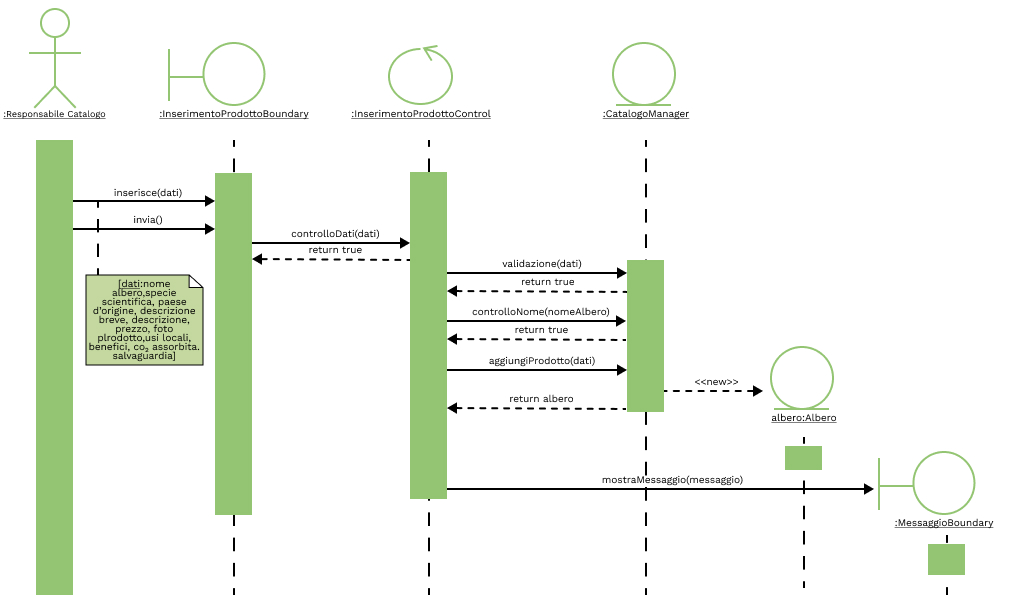 :Responsabile Catalogo
:InserimentoProdottoBoundary
:InserimentoProdottoControl
:CatalogoManager
inserisce(dati)
invia()
controlloDati(dati)
return true
validazione(dati)
return true
[dati:nome
albero,specie
scientifica, paese
d'origine, descrizione
breve, descrizione,
prezzo, foto
plrodotto,usi locali,
benefici, co₂ assorbita.
salvaguardia]
controlloNome(nomeAlbero)
return true
aggiungiProdotto(dati)
<<new>>
return albero
albero:Albero
mostraMessaggio(messaggio)
:MessaggioBoundary